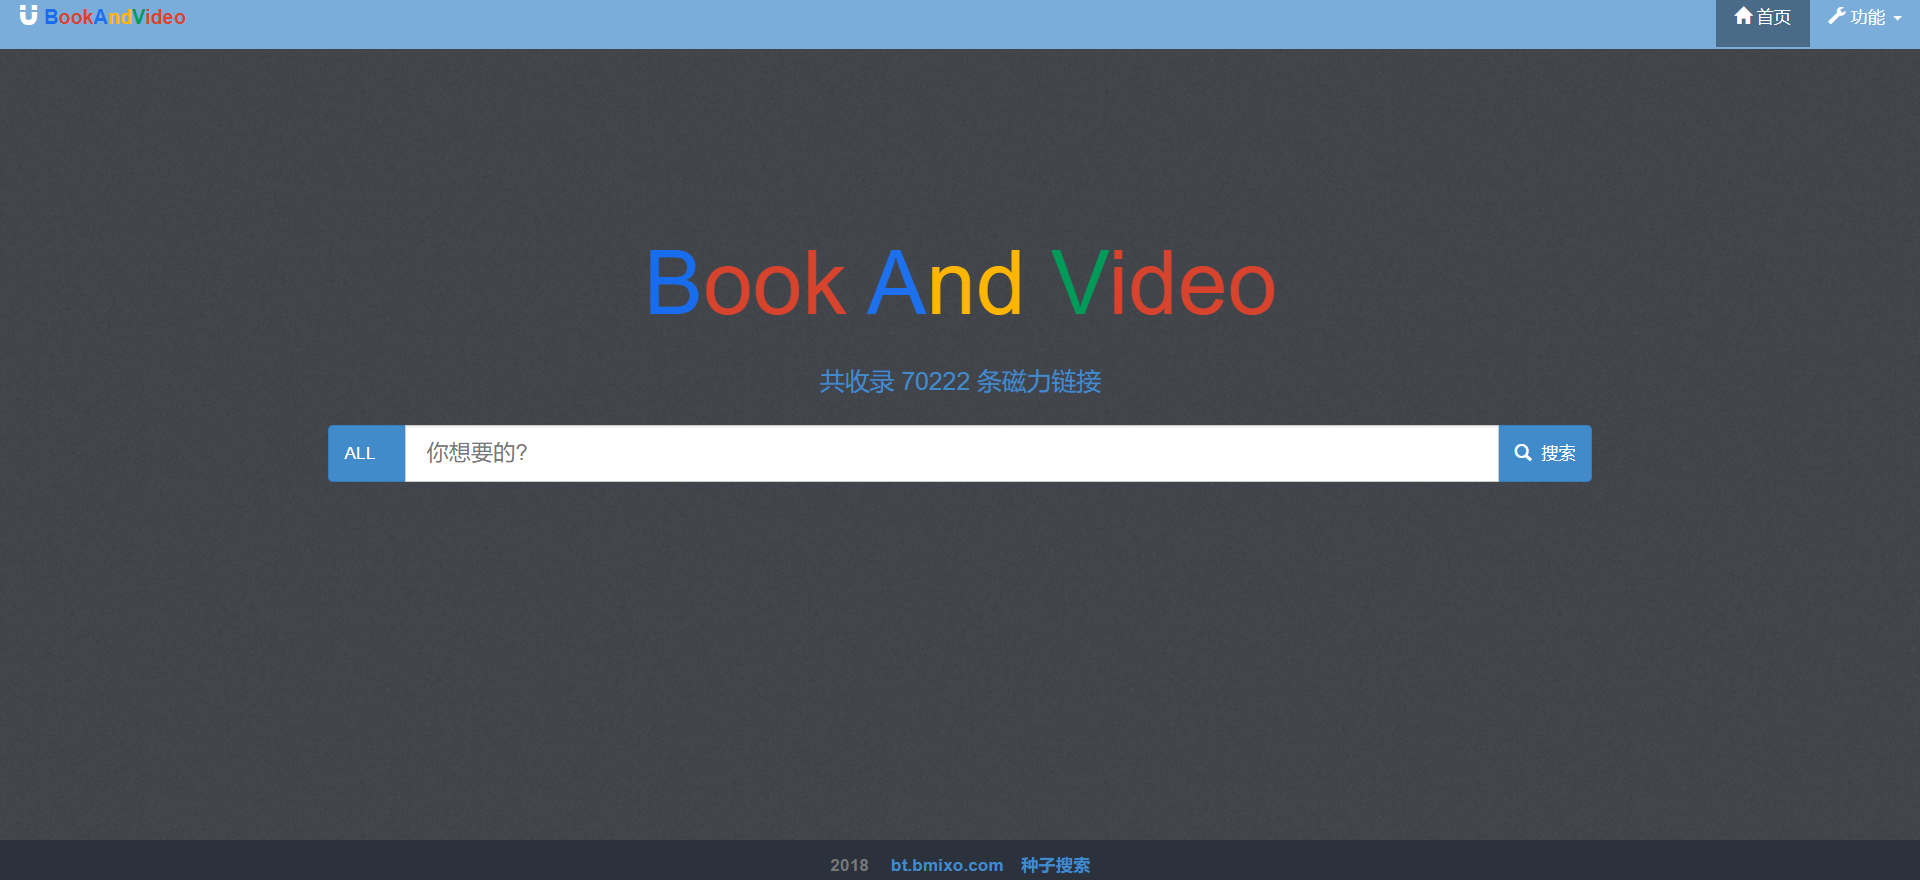 BookAndVideo
首页
功能
Book And Video
共收录 70222 条磁力链接
ALL
你想要的?
搜索
2018 bt.bmixo.com 种子搜索